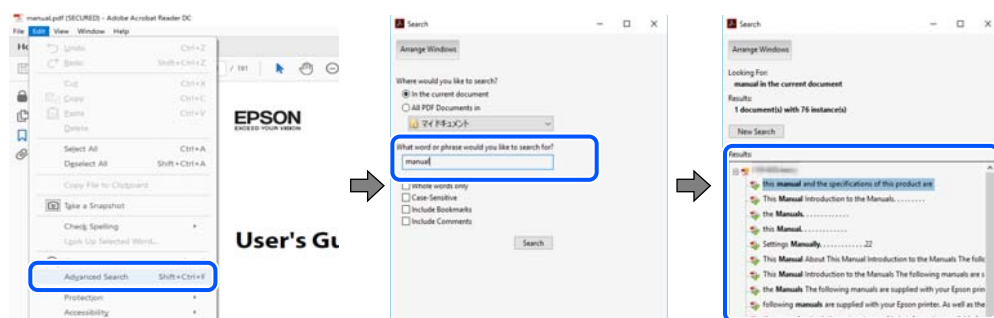 manual.pdf (SECURED) - Adobe Acrobat Reader DC
File Edit View Window Help
Undo Ctrl+Z
Redo Shift+Ctrl+Z
Cut Ctrl+X
Copy Ctrl+C
Paste Ctrl+V
Delete
Select All Ctrl+A
Deselect All Shift+Ctrl+A
Copy File to Clipboard
Take a Snapshot
Check Spelling
Look Up Selected Word...
Advanced Search Shift+Ctrl+F
Protection
Accessibility
/ 181
EPSON
EXCEED YOUR VISION
User's Gu
Search
Arrange Windows
Where would you like to search?
In the current document
All PDF Documents in
マイ ドキュメント
What word or phrase would you like to search for?
manual
Whole words only
Case-Sensitive
Include Bookmarks
Include Comments
Search
Search
Arrange Windows
Looking For:
manual in the current document
Results:
1 document(s) with 76 instance(s)
New Search
Results:
this manual and the specifications of this product are
This Manual Introduction to the Manuals. . . . . . . . .
the Manuals. . . . . . . . . . . . .
this Manual. . . . . . . . . . . . .
Settings Manually. . . . . . . . . . . . .22
This Manual About This Manual Introduction to the Manuals The follo
This Manual Introduction to the Manuals The following manuals are s
the Manuals The following manuals are supplied with your Epson prin
following manuals are supplied with your Epson printer. As well as the